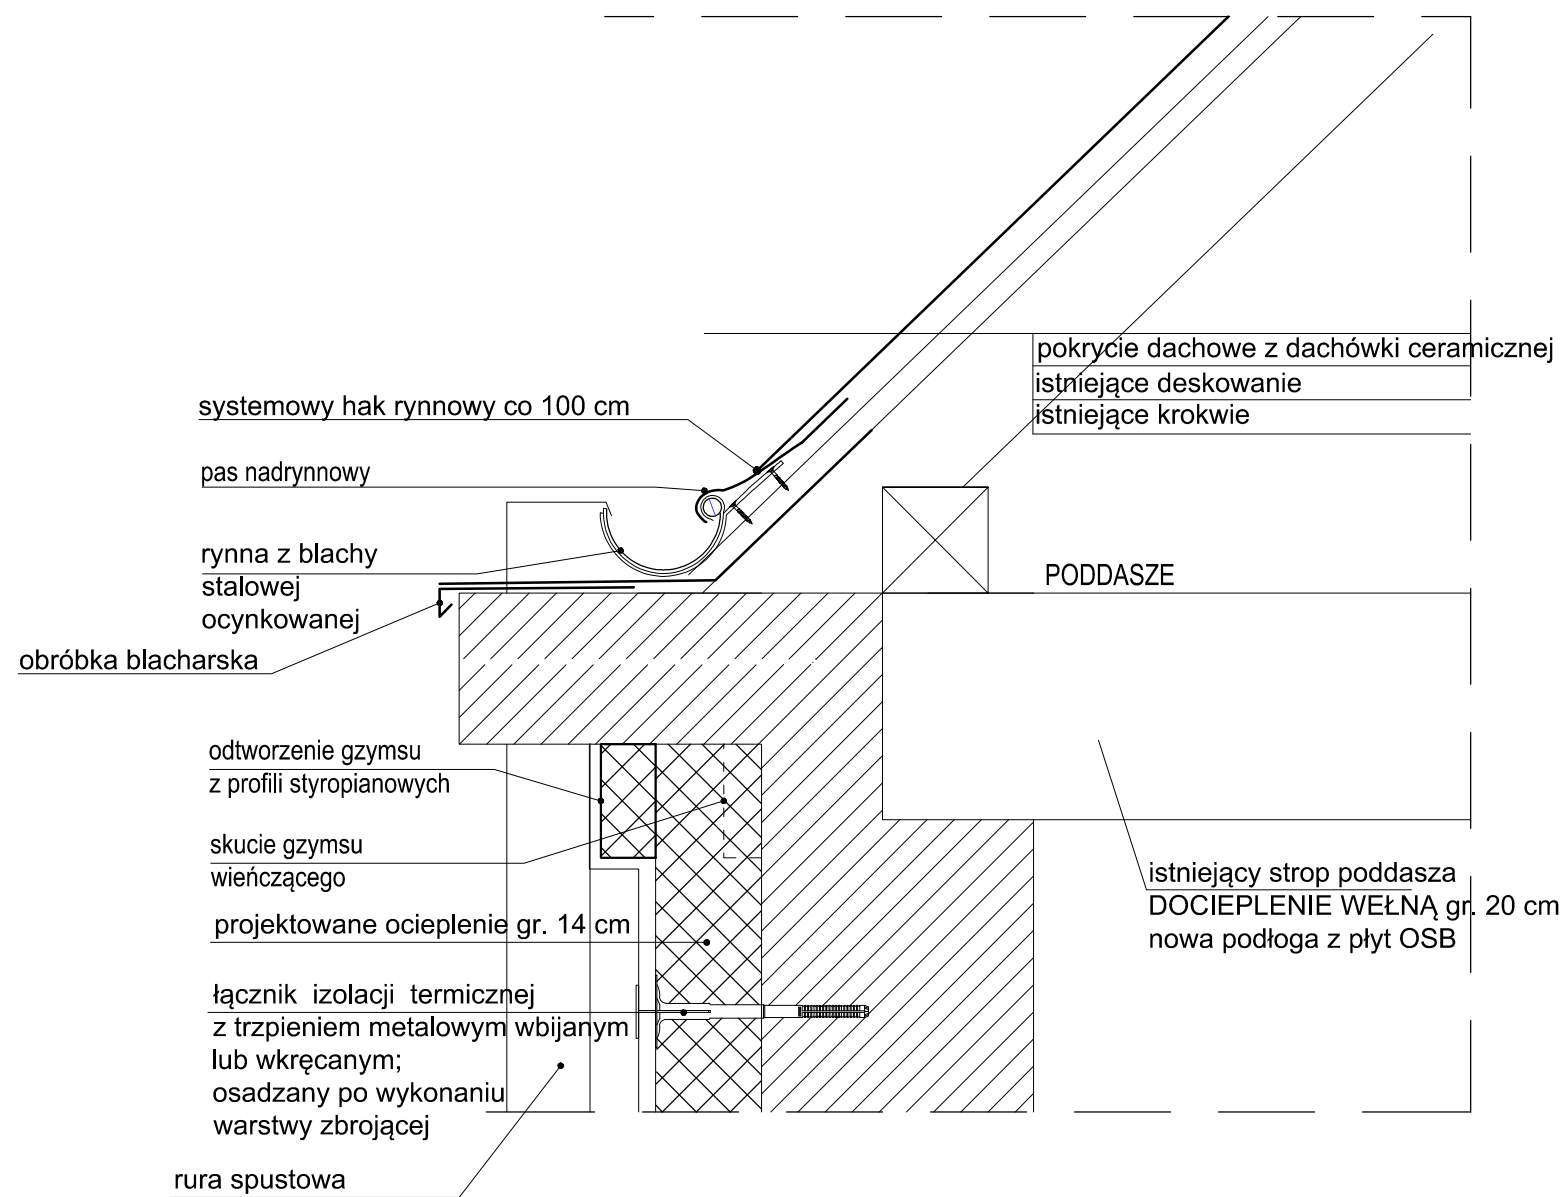 pokrycie dachowe z dachówki ceramicznej
istniejące deskowanie
istniejące krokwie
systemowy hak rynnowy co 100 cm
pas nadrynnowy
rynna z blachy
stalowej
ocynkowanej
PODDASZE
obróbka blacharska
odtworzenie gzymsu
z profili styropianowych
skucie gzymsu
wieńczącego
projektowane ocieplenie gr. 14 cm
istniejący strop poddasza
DOCIEPLENIE WEŁNĄ gr. 20 cm
nowa podłoga z płyt OSB
łącznik izolacji termicznej
z trzpieniem metalowym wbijanym
lub wkręcanym;
osadzany po wykonaniu
warstwy zbrojącej
rura spustowa